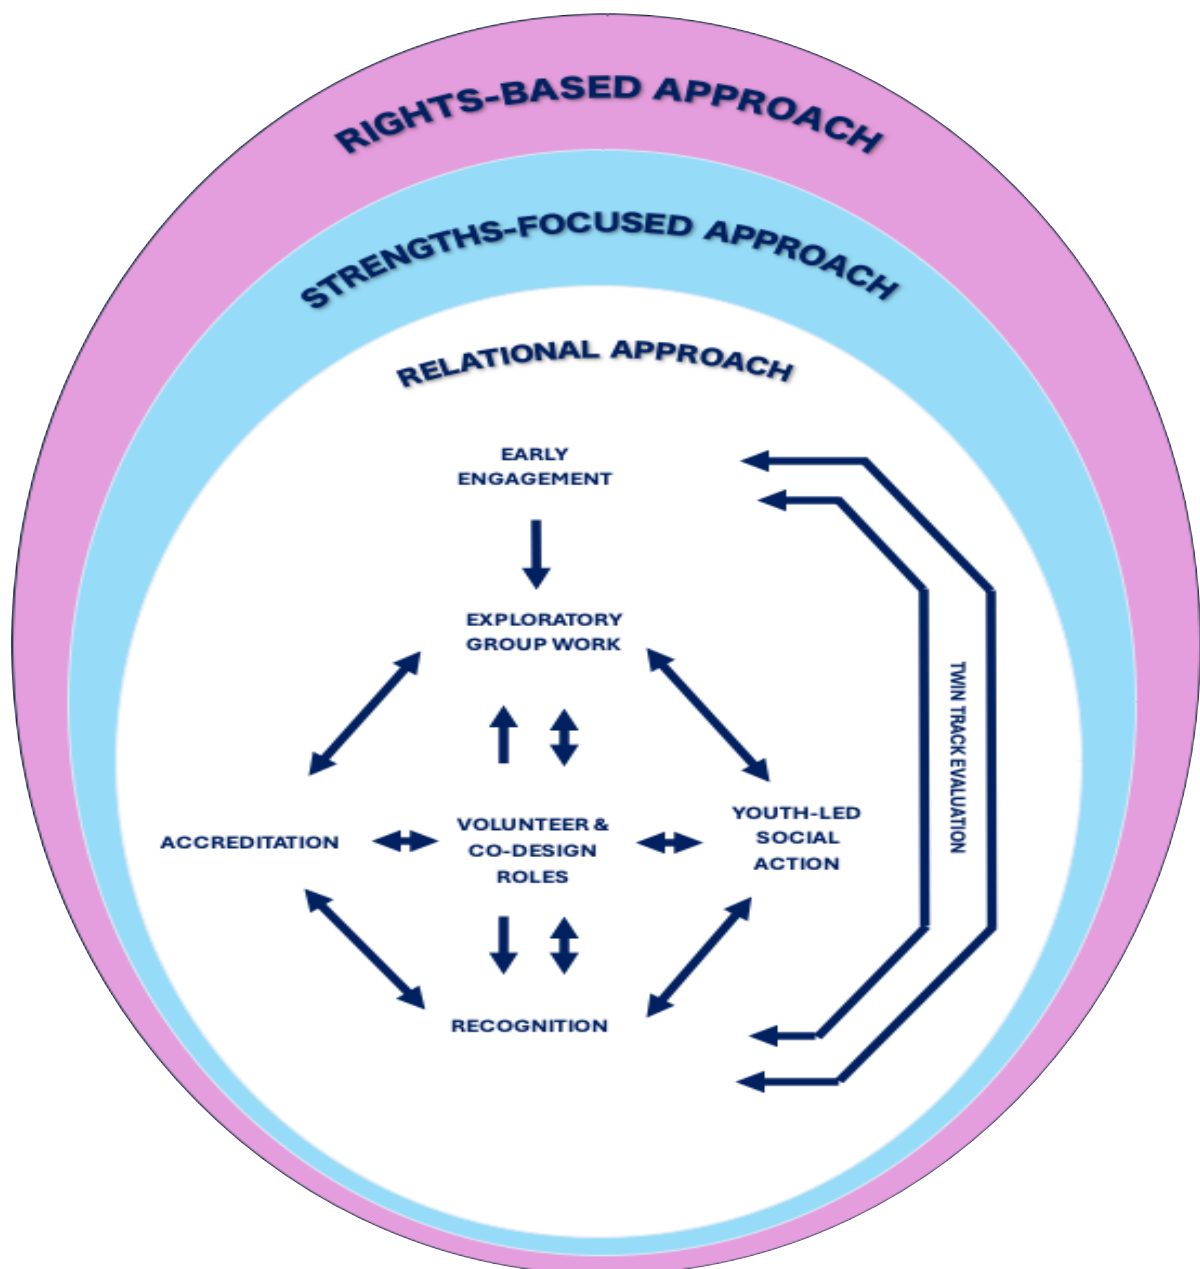 RIGHTS-BASED APPROACH
STRENGTHS-FOCUSED APPROACH
RELATIONAL APPROACH
EARLY
ENGAGEMENT
EXPLORATORY
GROUP WORK
ACCREDITATION
VOLUNTEER &
CO-DESIGN
ROLES
YOUTH-LED
SOCIAL
ACTION
RECOGNITION
TWIN TRACK EVALUATION